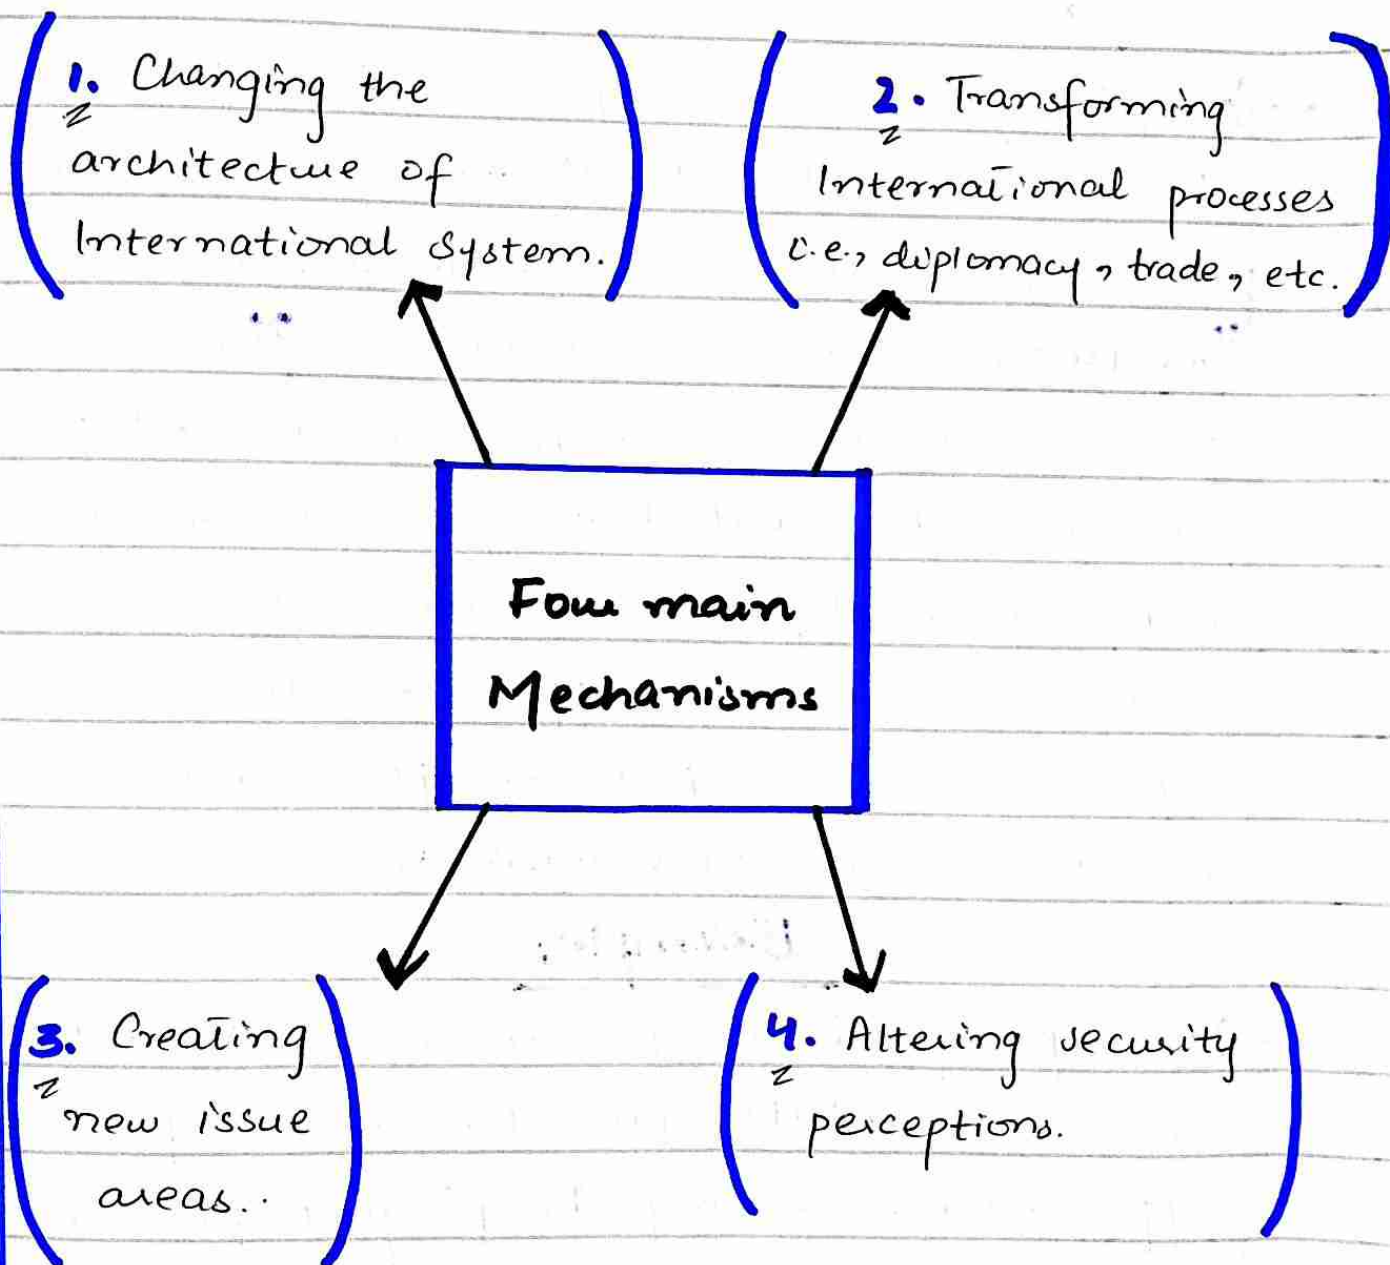 1. Changing the
architecture of
International system.
2. Transforming
International processes
i.e., diplomacy, trade, etc.
Four main
Mechanisms
3. Creating
new issue
areas.
4. Altering security
perceptions.